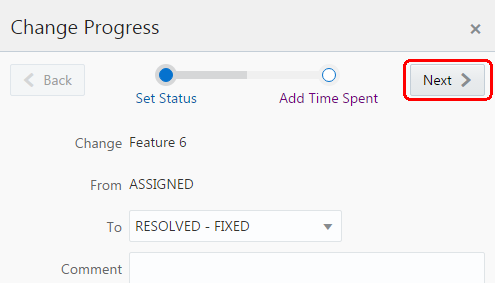 Change Progress
Back
Next
Set Status
Add Time Spent
Change Feature 6
From ASSIGNED
To RESOLVED - FIXED
Comment